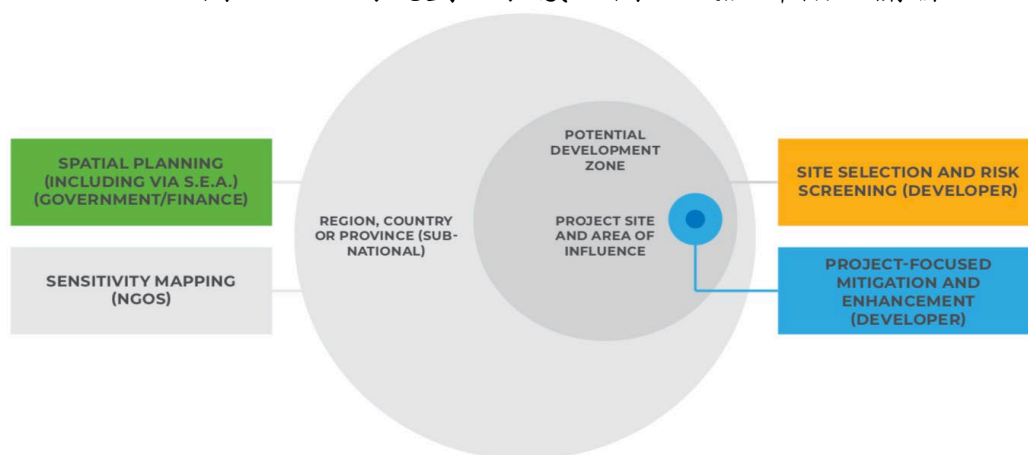 SPATIAL PLANNING
(INCLUDING VIA S.E.A.)
(GOVERNMENT/FINANCE)
SENSITIVITY MAPPING
(NGOS)
REGION, COUNTRY
OR PROVINCE (SUB-
NATIONAL)
POTENTIAL
DEVELOPMENT
ZONE
PROJECT SITE
AND AREA OF
INFLUENCE
SITE SELECTION AND RISK
SCREENING (DEVELOPER)
PROJECT-FOCUSED
MITIGATION AND
ENHANCEMENT
(DEVELOPER)